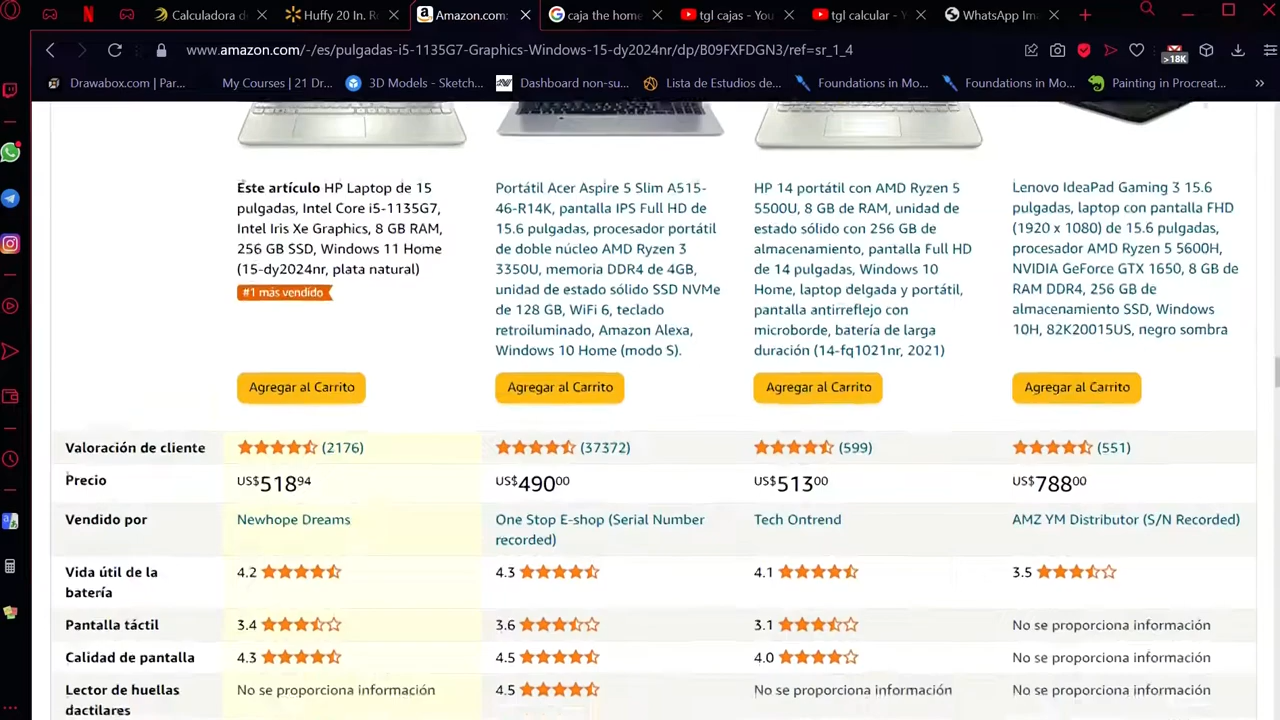 Calculadora d
Huffy 20 In. R
Amazon.com:
caja the home
tgl cajas - You
tgl calcular - Y
WhatsApp Ima
www.amazon.com/-/es/pulgadas-i5-1135G7-Graphics-Windows-15-dy2024nr/dp/B09FXFDGN3/ref=sr_1_4
>18K
Drawabox.com | Par...
My Courses | 21 Dr...
3D Models - Sketch...
Dashboard non-su...
Lista de Estudios de...
Foundations in Mo...
Foundations in Mo...
Painting in Procreat...
»
Este artículo HP Laptop de 15
pulgadas, Intel Core i5-1135G7,
Intel Iris Xe Graphics, 8 GB RAM,
256 GB SSD, Windows 11 Home
(15-dy2024nr, plata natural)
#1 más vendido
Portátil Acer Aspire 5 Slim A515-
46-R14K, pantalla IPS Full HD de
15.6 pulgadas, procesador portátil
de doble núcleo AMD Ryzen 3
3350U, memoria DDR4 de 4GB,
unidad de estado sólido SSD NVMe
de 128 GB, WiFi 6, teclado
retroiluminado, Amazon Alexa,
Windows 10 Home (modo S).
HP 14 portátil con AMD Ryzen 5
5500U, 8 GB de RAM, unidad de
estado sólido con 256 GB de
almacenamiento, pantalla Full HD
de 14 pulgadas, Windows 10
Home, laptop delgada y portátil,
pantalla antirreflejo con
microborde, batería de larga
duración (14-fq1021nr, 2021)
Lenovo IdeaPad Gaming 3 15.6
pulgadas, laptop con pantalla FHD
(1920 x 1080) de 15.6 pulgadas,
procesador AMD Ryzen 5 5600H,
NVIDIA GeForce GTX 1650, 8 GB de
RAM DDR4, 256 GB de
almacenamiento SSD, Windows
10H, 82K20015US, negro sombra
Agregar al Carrito
Agregar al Carrito
Agregar al Carrito
Agregar al Carrito
Valoración de cliente
(2176)
(37372)
(599)
(551)
Precio
US$51894
US$49000
US$51300
US$78800
Vendido por
Newhope Dreams
One Stop E-shop (Serial Number
recorded)
Tech Ontrend
AMZ YM Distributor (S/N Recorded)
Vida útil de la
batería
4.2
4.3
4.1
3.5
Pantalla táctil
3.4
3.6
3.1
No se proporciona información
Calidad de pantalla
4.3
4.5
4.0
No se proporciona información
Lector de huellas
dactilares
No se proporciona información
4.5
No se proporciona información
No se proporciona información